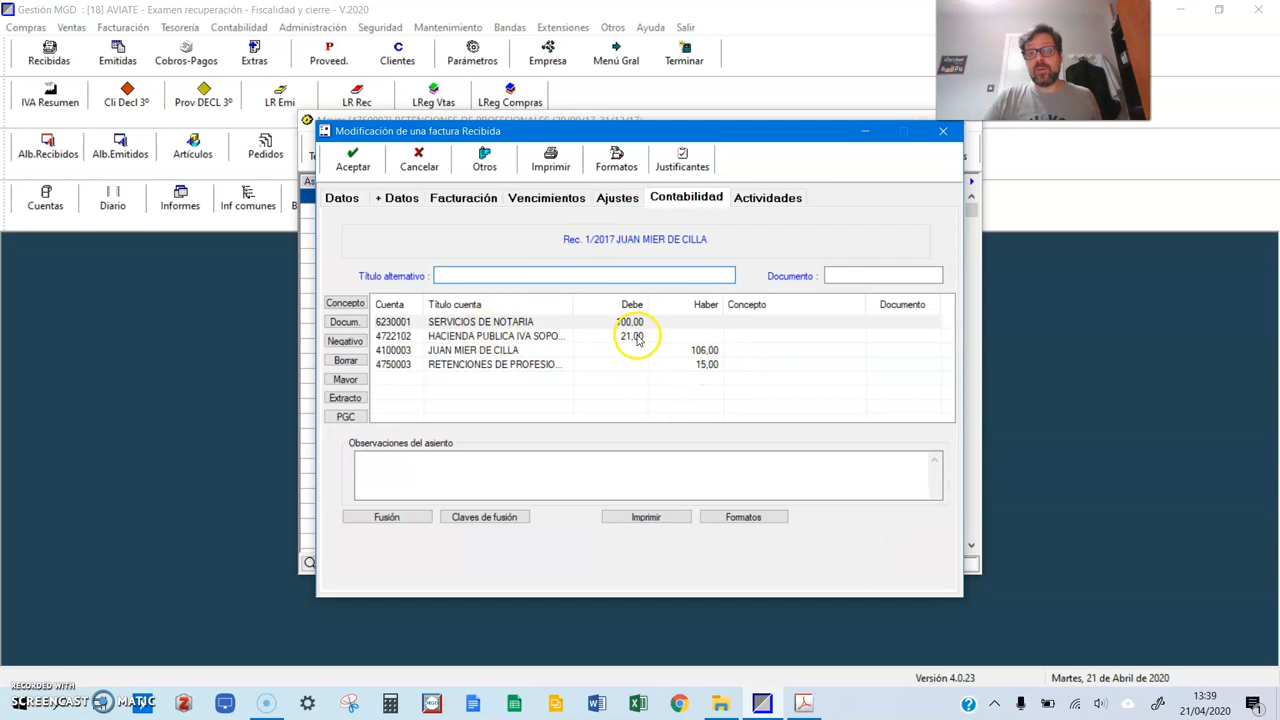 Gestión MGD : [18] AVIATE - Examen recuperación - Fiscalidad y cierre - V.2020
Compras Ventas Facturación Tesorería Contabilidad Administración Seguridad Mantenimiento Bandas Extensiones Otros Ayuda Salir
Recibidas Emitidas Cobros-Pagos Extras Proveed. Clientes Parámetros Empresa Menú Gral Terminar
IVA Resumen Cli Decl 3º Prov DECL 3º LR Emi LR Rec LReg Vtas LReg Compras
Alb.Recibidos Alb.Emitidos Artículos Pedidos
Cuentas Diario Informes Inf comunes
Modificación de una factura Recibida
Aceptar Cancelar Otros Imprimir Formatos Justificantes
Datos + Datos Facturación Vencimientos Ajustes Contabilidad Actividades
Rec. 1/2017 JUAN MIER DE CILLA
Título alternativo : Documento :
Concepto Cuenta Título cuenta Debe Haber Concepto Documento
Docum. 6230001 SERVICIOS DE NOTARIA 100,00
Negativo 4722102 HACIENDA PUBLICA IVA SOPO... 21,00
4100003 JUAN MIER DE CILLA 106,00
Borrar 4750003 RETENCIONES DE PROFESIO... 15,00
Mayor
Extracto
PGC
Observaciones del asiento
Fusión Claves de fusión Imprimir Formatos
Versión 4.0.23 Martes, 21 de Abril de 2020
RECORDED WITH
SCREENCAST MATIC
13:39
21/04/2020